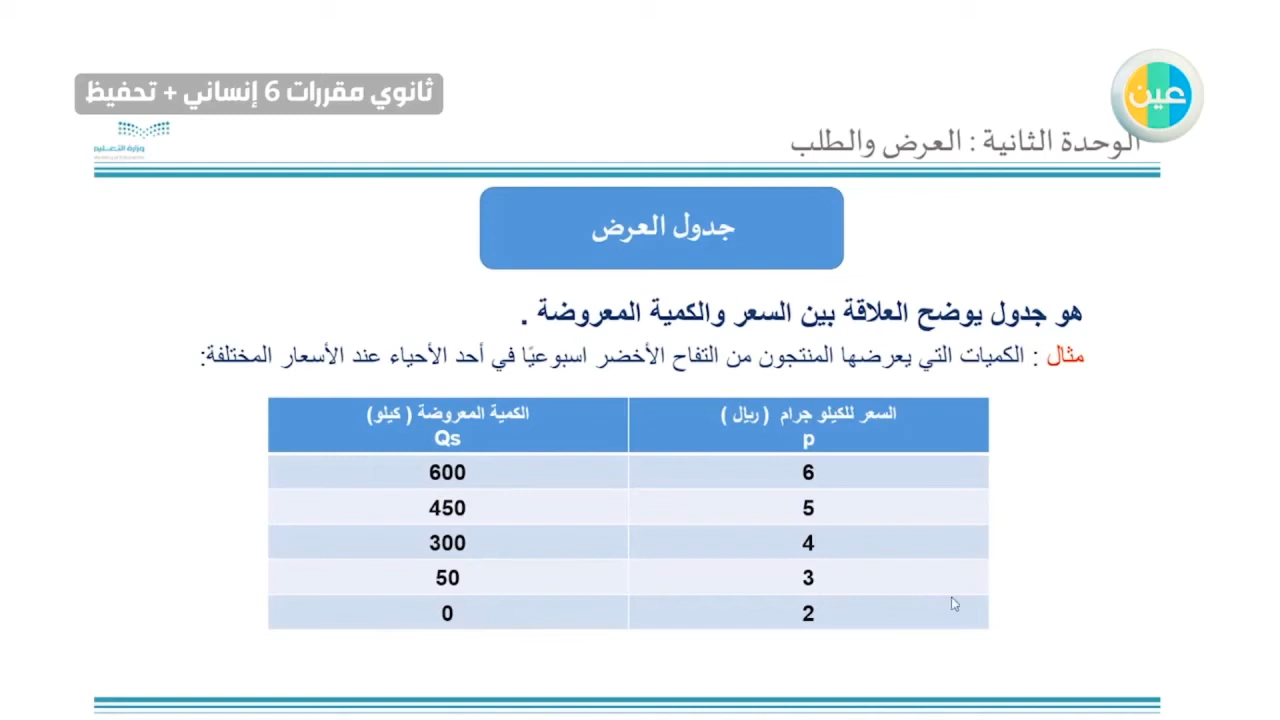 ثانوي مقررات 6 إنساني + تحفيظ
عين
وزارة التعليم
الوحدة الثانية : العرض والطلب
جدول العرض
هو جدول يوضح العلاقة بين السعر والكمية المعروضة .
مثال : الكميات التي يعرضها المنتجون من التفاح الأخضر اسبوعيًا في أحد الأحياء عند الأسعار المختلفة:
السعر للكيلو جرام ( ريال ) الكمية المعروضة ( كيلو)
p Qs
6 600
5 450
4 300
3 50
2 0